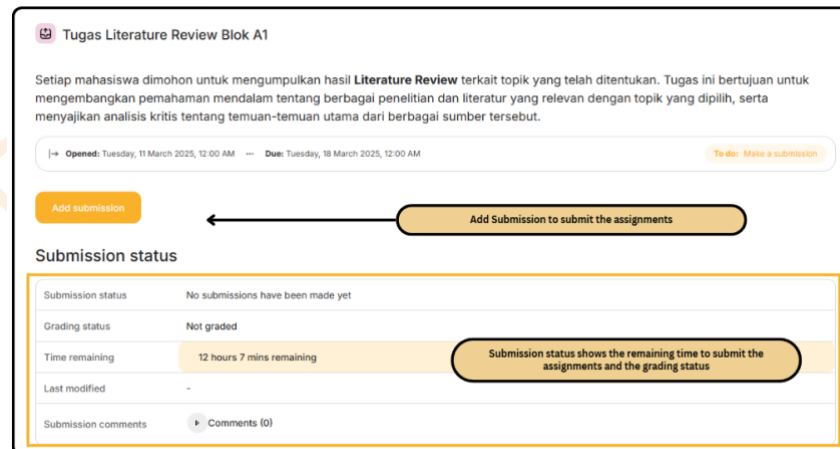 Tugas Literature Review Blok A1
Setiap mahasiswa dimohon untuk mengumpulkan hasil Literature Review terkait topik yang telah ditentukan. Tugas ini bertujuan untuk
mengembangkan pemahaman mendalam tentang berbagai penelitian dan literatur yang relevan dengan topik yang dipilih, serta
menyajikan analisis kritis tentang temuan-temuan utama dari berbagai sumber tersebut.
Opened: Tuesday, 11 March 2025, 12:00 AM ··· Due: Tuesday, 18 March 2025, 12:00 AM To do: Make a submission
Add submission
Add Submission to submit the assignments
Submission status
Submission status No submissions have been made yet
Grading status Not graded
Time remaining 12 hours 7 mins remaining
Submission status shows the remaining time to submit the
assignments and the grading status
Last modified -
Submission comments Comments (0)